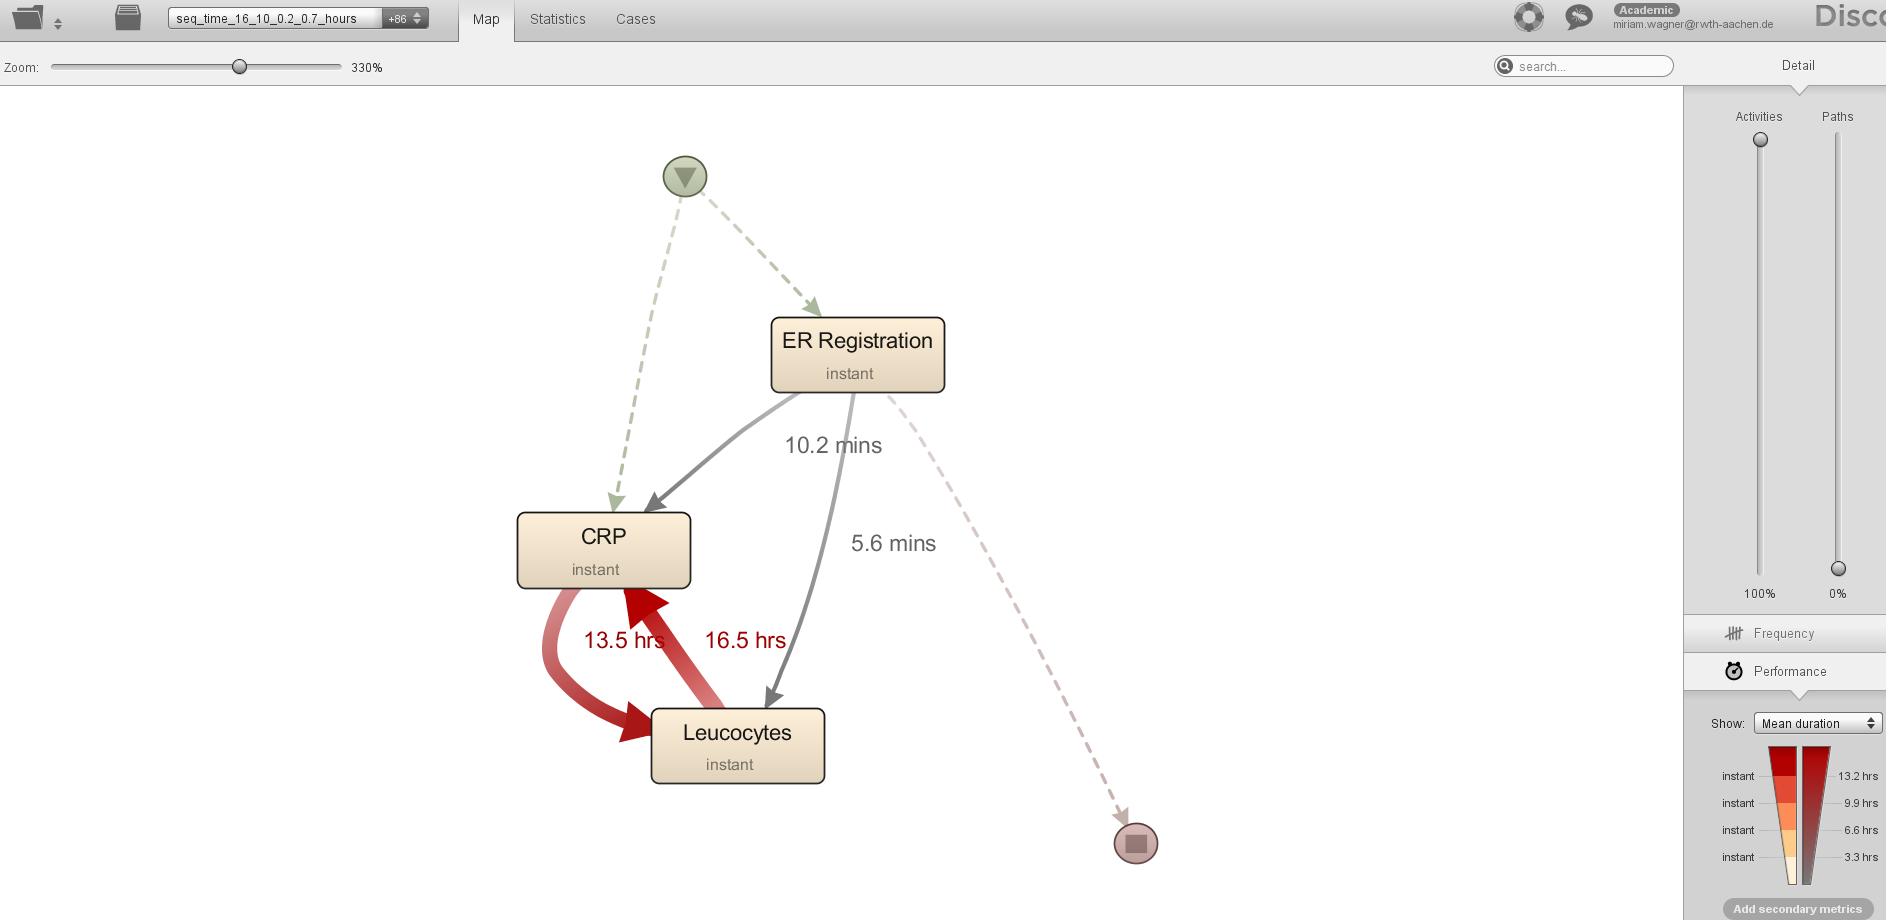 seq_time_16_10_0.2_0.7_hours +86
Map Statistics Cases
Academic
miriam.wagner@rwth-aachen.de
Disco
Zoom: 330%
search...
Detail
Activities Paths
ER Registration
instant
10.2 mins
CRP
instant
5.6 mins
13.5 hrs 16.5 hrs
Leucocytes
instant
100% 0%
Frequency
Performance
Show: Mean duration
instant 13.2 hrs
instant 9.9 hrs
instant 6.6 hrs
instant 3.3 hrs
Add secondary metrics